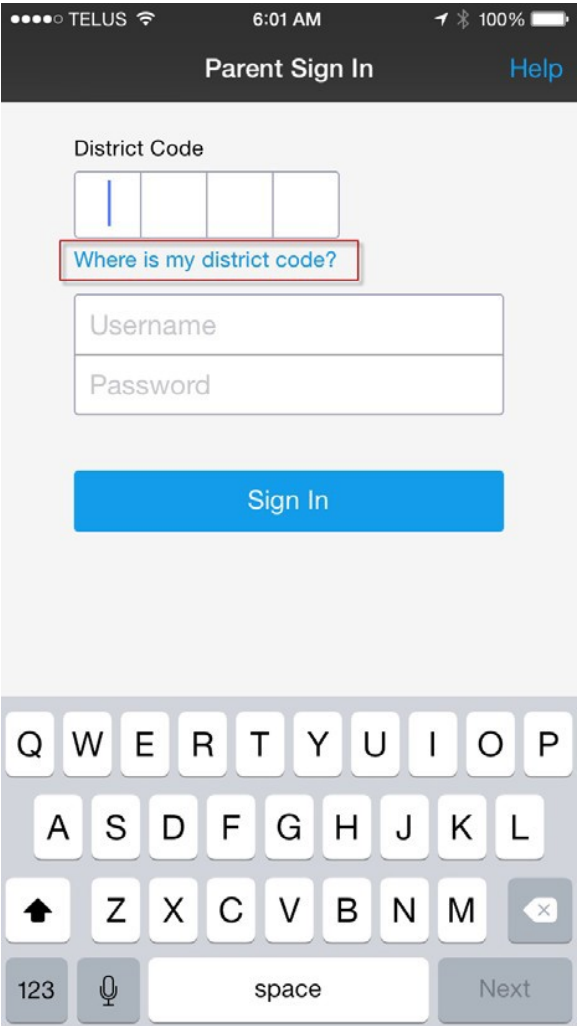 TELUS 6:01 AM 100%
Parent Sign In Help
District Code
Where is my district code?
Username
Password
Sign In
Q W E R T Y U I O P
A S D F G H J K L
Z X C V B N M
123 space Next